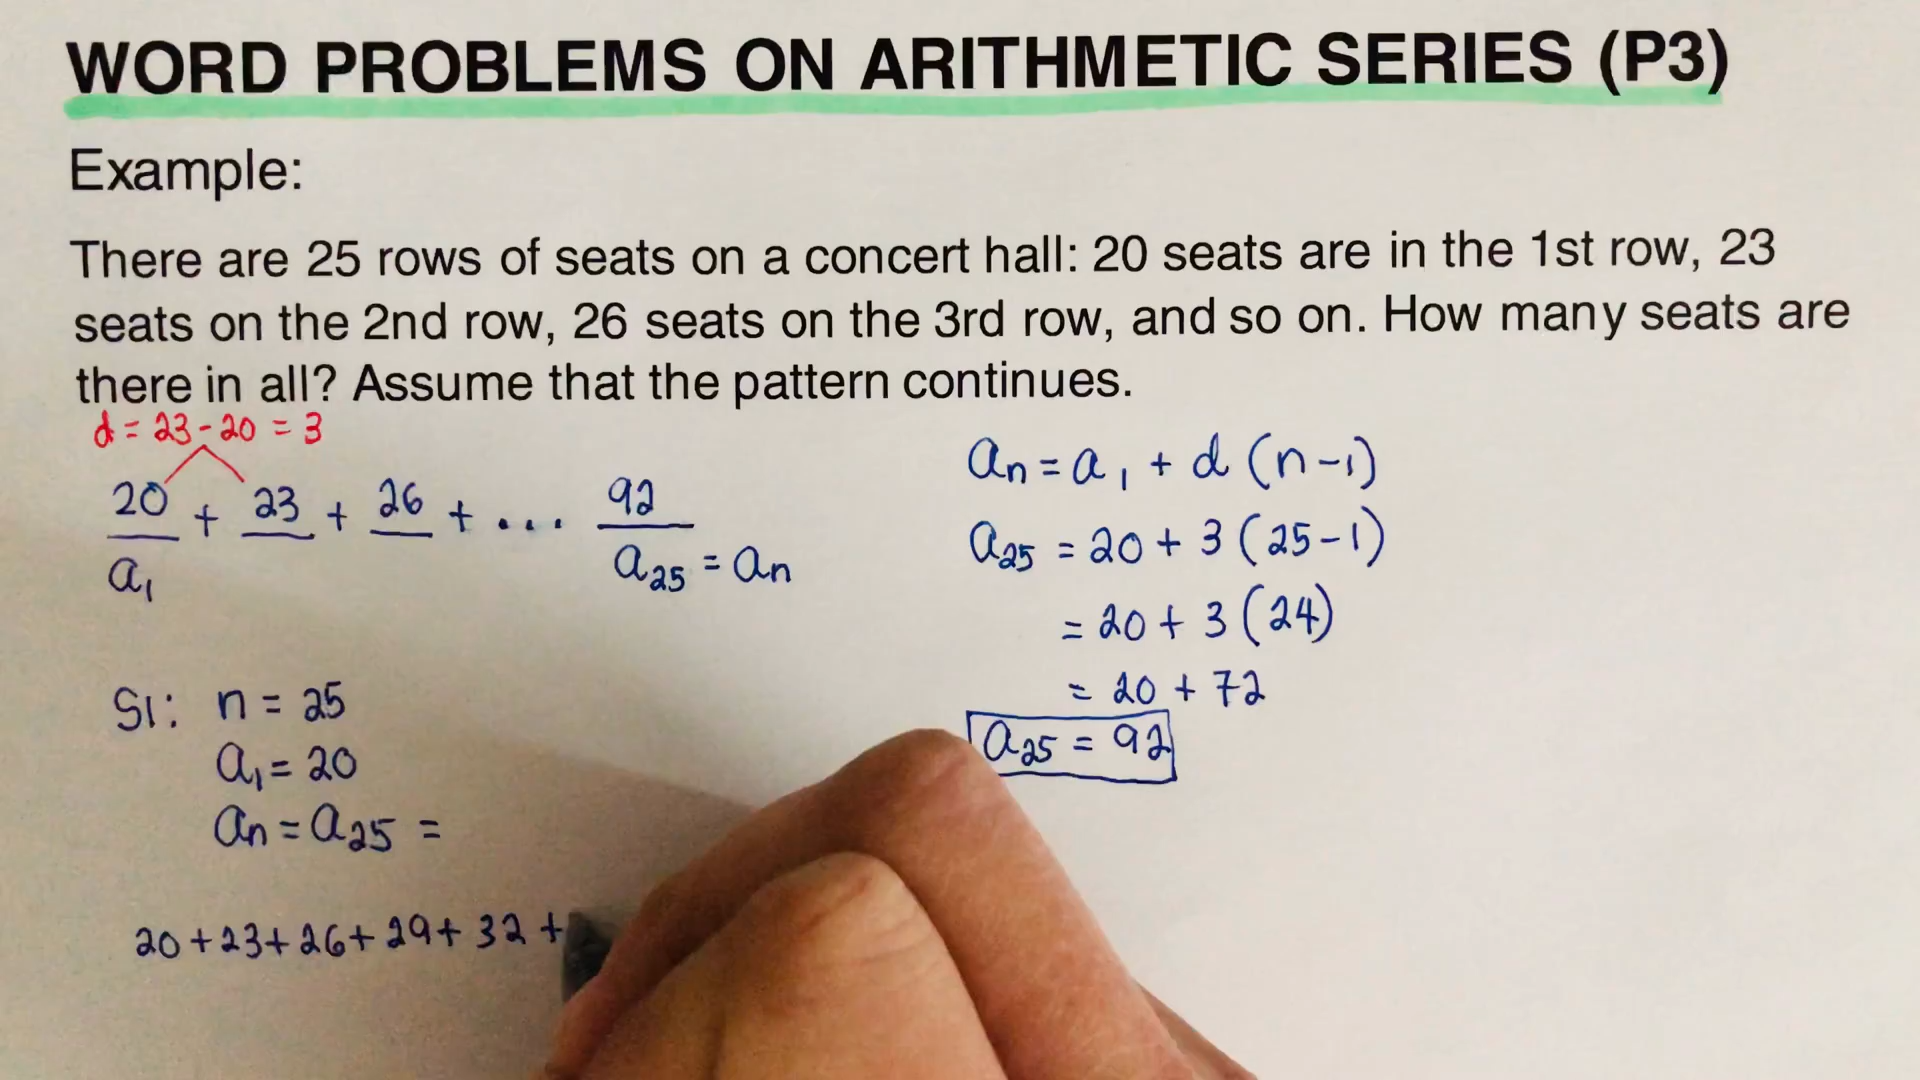 WORD PROBLEMS ON ARITHMETIC SERIES (P3)
Example:
There are 25 rows of seats on a concert hall: 20 seats are in the 1st row, 23
seats on the 2nd row, 26 seats on the 3rd row, and so on. How many seats are
there in all? Assume that the pattern continues.
d = 23 - 20 = 3
20 + 23 + 26 + ... 92
a₁ a₂₅ = aₙ
SI: n = 25
a₁ = 20
aₙ = a₂₅ =
20 + 23 + 26 + 29 + 32 +
aₙ = a₁ + d (n - 1)
a₂₅ = 20 + 3 (25 - 1)
= 20 + 3 (24)
= 20 + 72
a₂₅ = 92